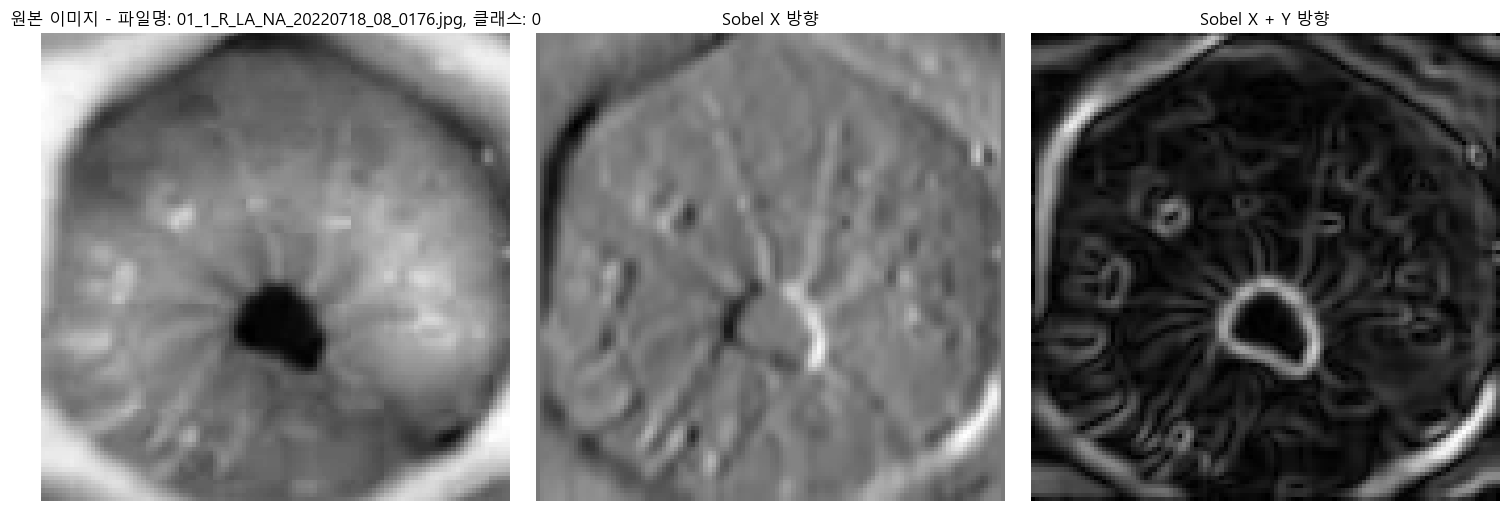 원본 이미지 - 파일명: 01_1_R_LA_NA_20220718_08_0176.jpg, 클래스: 0
Sobel X 방향
Sobel X + Y 방향